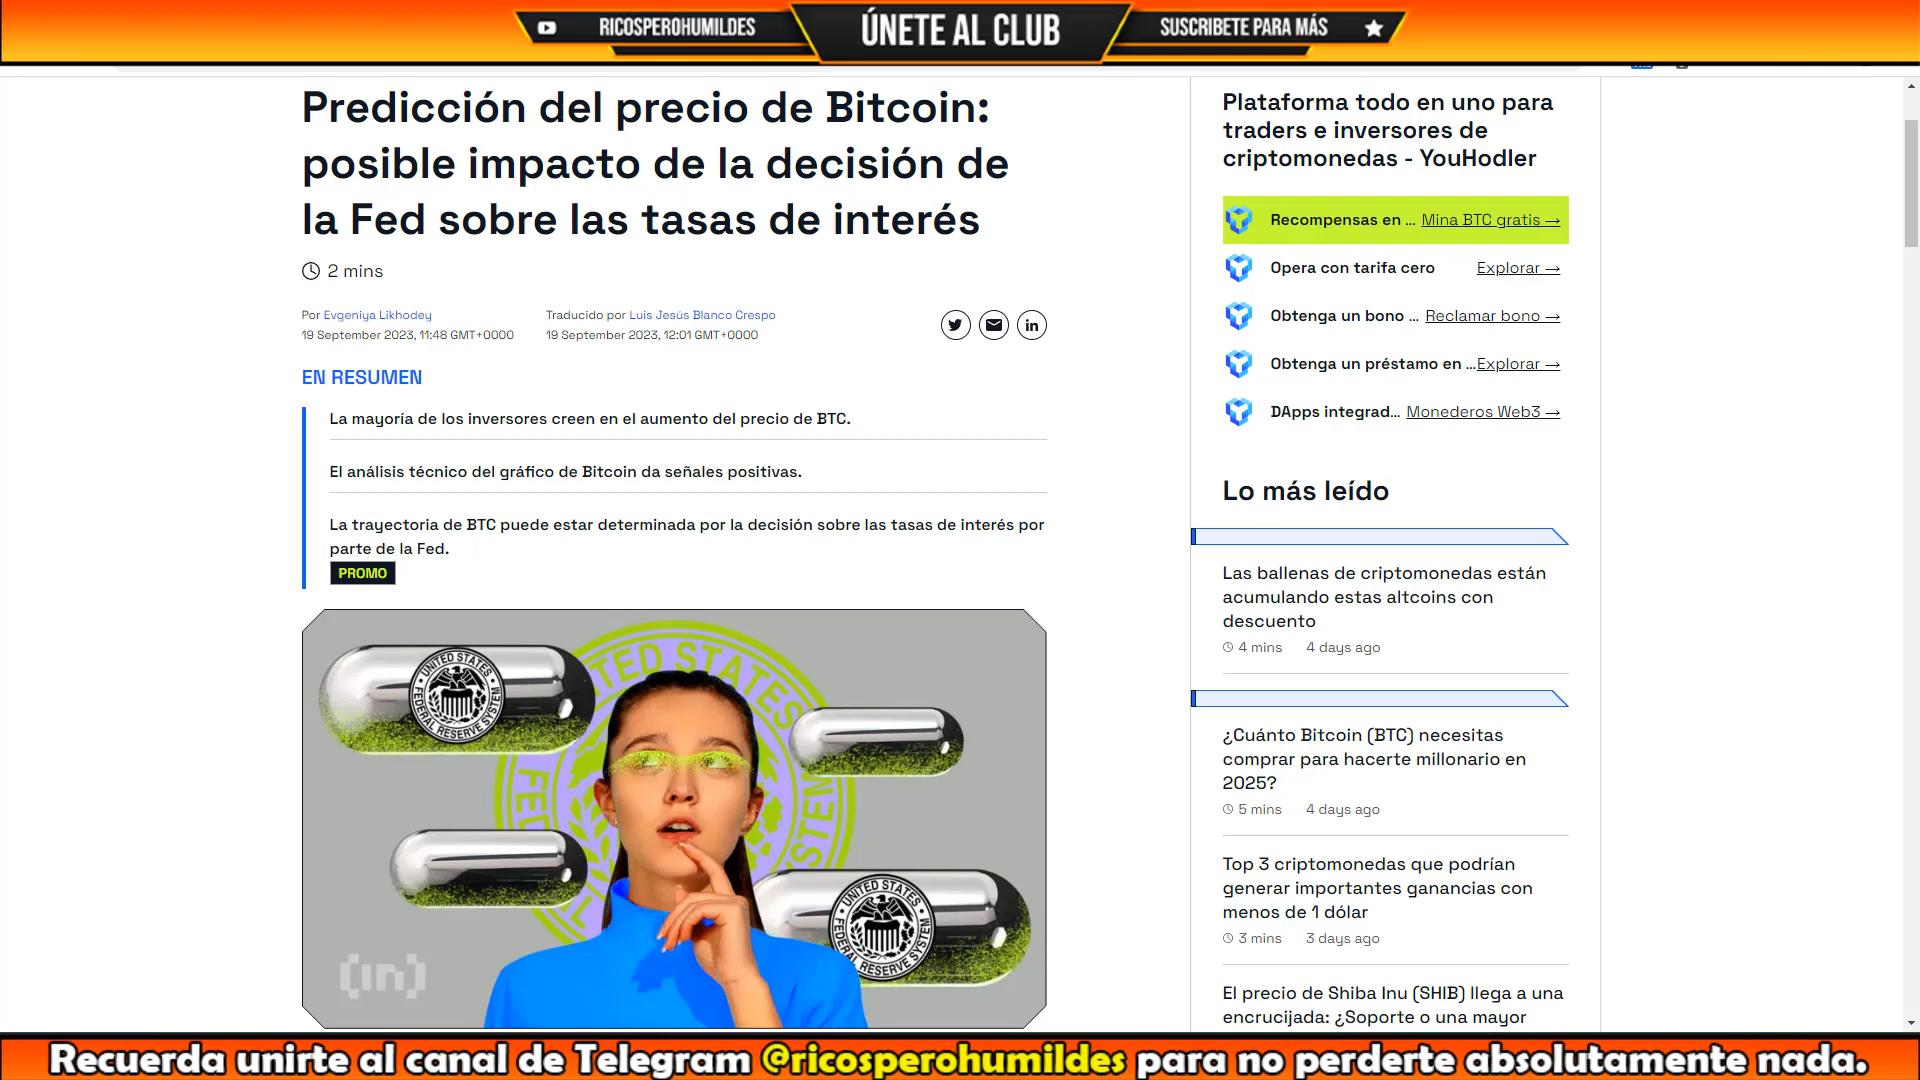 RICOSPEROHUMILDES
ÚNETE AL CLUB
SUSCRIBETE PARA MÁS
Predicción del precio de Bitcoin:
posible impacto de la decisión de
la Fed sobre las tasas de interés
2 mins
Por Evgeniya Likhodey
19 September 2023, 11:48 GMT+0000
Traducido por Luis Jesús Blanco Crespo
19 September 2023, 12:01 GMT+0000
EN RESUMEN
La mayoría de los inversores creen en el aumento del precio de BTC.
El análisis técnico del gráfico de Bitcoin da señales positivas.
La trayectoria de BTC puede estar determinada por la decisión sobre las tasas de interés por
parte de la Fed.
PROMO
UNITED STATES
FEDERAL RESERVE SYSTEM
TED STATES
FED
STEM
UNITED STATES
FEDERAL RESERVE SYSTEM
[in]
Plataforma todo en uno para
traders e inversores de
criptomonedas - YouHodler
Recompensas en ... Mina BTC gratis →
Opera con tarifa cero Explorar →
Obtenga un bono ... Reclamar bono →
Obtenga un préstamo en ... Explorar →
DApps integrad... Monederos Web3 →
Lo más leído
Las ballenas de criptomonedas están
acumulando estas altcoins con
descuento
4 mins 4 days ago
¿Cuánto Bitcoin (BTC) necesitas
comprar para hacerte millonario en
2025?
5 mins 4 days ago
Top 3 criptomonedas que podrían
generar importantes ganancias con
menos de 1 dólar
3 mins 3 days ago
El precio de Shiba Inu (SHIB) llega a una
encrucijada: ¿Soporte o una mayor
Recuerda unirte al canal de Telegram @ricosperohumildes para no perderte absolutamente nada.